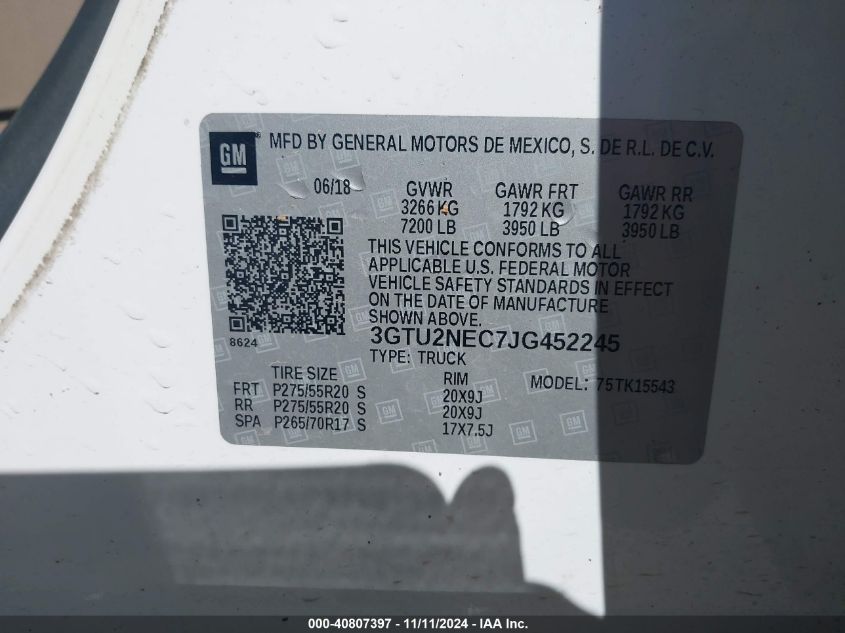 GM ® MFD BY GENERAL MOTORS DE MEXICO, S. DE R.L. DE C.V.
06/18 GVWR GAWR FRT GAWR RR
3266 KG 1792 KG 1792 KG
7200 LB 3950 LB 3950 LB
THIS VEHICLE CONFORMS TO ALL
APPLICABLE U.S. FEDERAL MOTOR
VEHICLE SAFETY STANDARDS IN EFFECT
ON THE DATE OF MANUFACTURE
SHOWN ABOVE.
8624 3GTU2NEC7JG452245
TYPE: TRUCK
TIRE SIZE RIM MODEL: 75TK15543
FRT P275/55R20 S 20X9J
RR P275/55R20 S 20X9J
SPA P265/70R17 S 17X7.5J
000-40807397 - 11/11/2024 - IAA Inc.